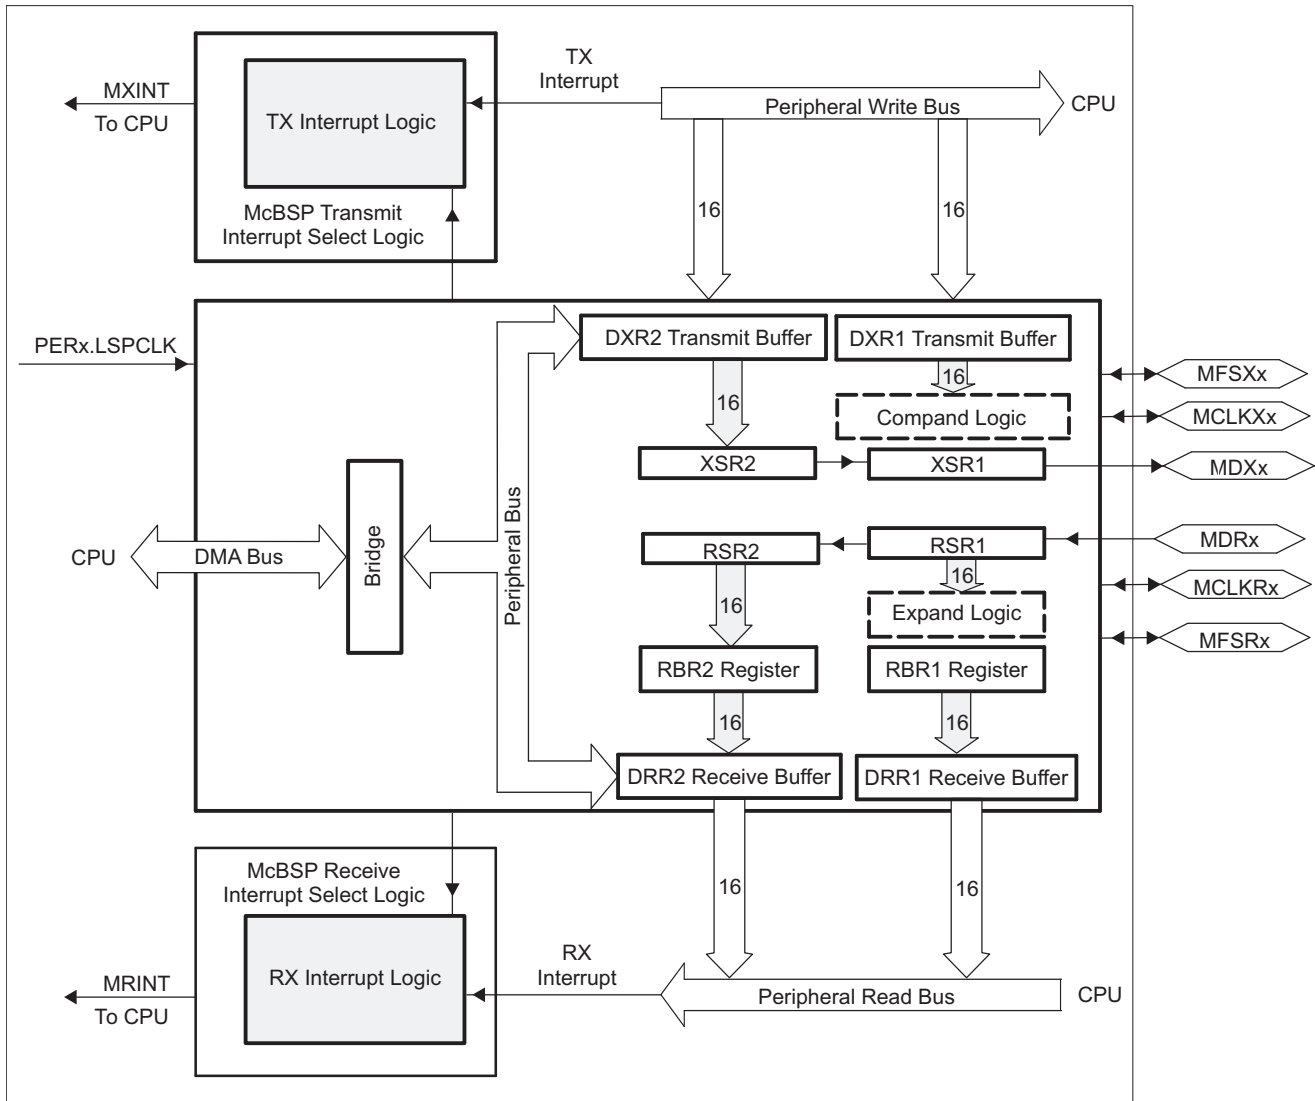 TX
Interrupt
MXINT
To CPU
TX Interrupt Logic
Peripheral Write Bus
CPU
McBSP Transmit
Interrupt Select Logic
16
16
PERx.LSPCLK
DXR2 Transmit Buffer
DXR1 Transmit Buffer
MFSXx
16
16
Compand Logic
MCLKXx
XSR2
XSR1
MDXx
Peripheral Bus
CPU
DMA Bus
Bridge
RSR2
RSR1
MDRx
16
16
Expand Logic
MCLKRx
MFSRx
RBR2 Register
RBR1 Register
16
16
DRR2 Receive Buffer
DRR1 Receive Buffer
McBSP Receive
Interrupt Select Logic
16
16
RX Interrupt Logic
RX
Interrupt
MRINT
To CPU
Peripheral Read Bus
CPU